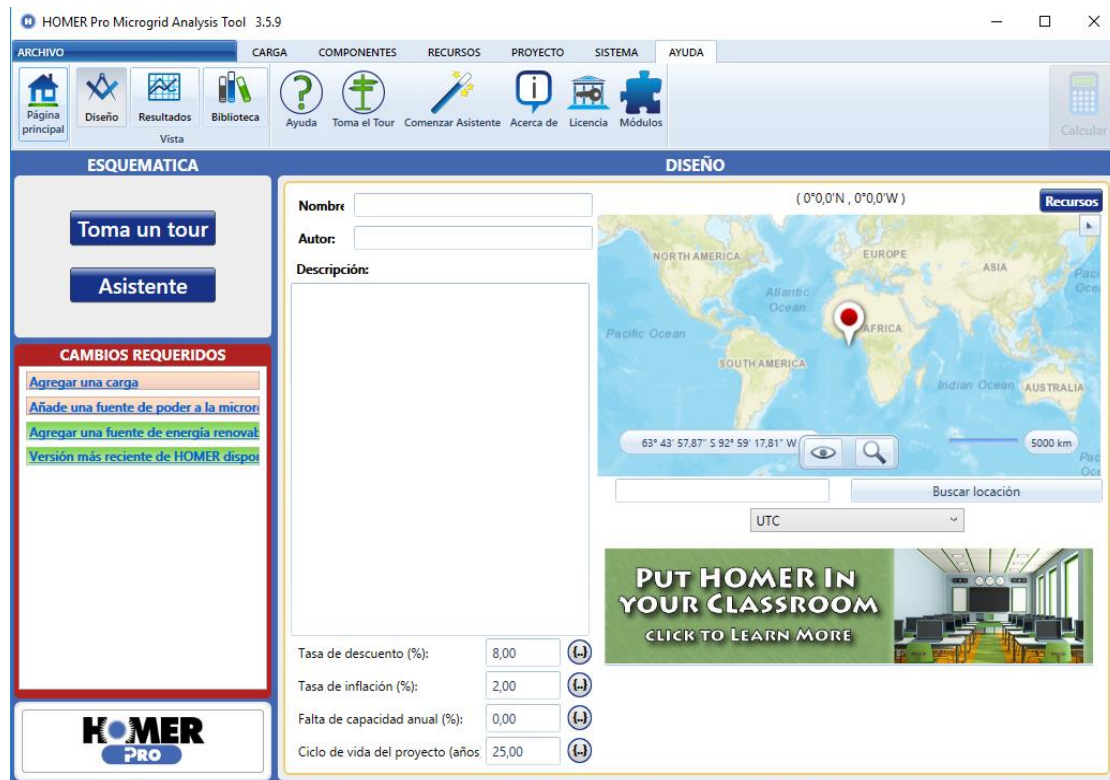 HOMER Pro Microgrid Analysis Tool 3.5.9
ARCHIVO CARGA COMPONENTES RECURSOS PROYECTO SISTEMA AYUDA
Página principal
Diseño
Resultados
Biblioteca
Vista
Ayuda
Toma el Tour
Comenzar Asistente
Acerca de
Licencia
Módulos
Calcular
ESQUEMATICA
Toma un tour
Asistente
CAMBIOS REQUERIDOS
Agregar una carga
Añade una fuente de poder a la microre
Agregar una fuente de energía renovab
Versión más reciente de HOMER dispon
HOMER
PRO
DISEÑO
Nombre
Autor:
Descripción:
Tasa de descuento (%): 8,00 {..}
Tasa de inflación (%): 2,00 {..}
Falta de capacidad anual (%): 0,00 {..}
Ciclo de vida del proyecto (años 25,00 {..}
( 0°0,0'N , 0°0,0'W )
Recursos
NORTH AMERICA
EUROPE
ASIA
Paci
Oce
Atlantic
Ocean
AFRICA
Pacific Ocean
SOUTH AMERICA
Indian Ocean
AUSTRALIA
63° 43' 57,87" S 92° 59' 17,81" W
5000 km
Pac
Oce
Buscar locación
UTC
PUT HOMER IN
YOUR CLASSROOM
CLICK TO LEARN MORE